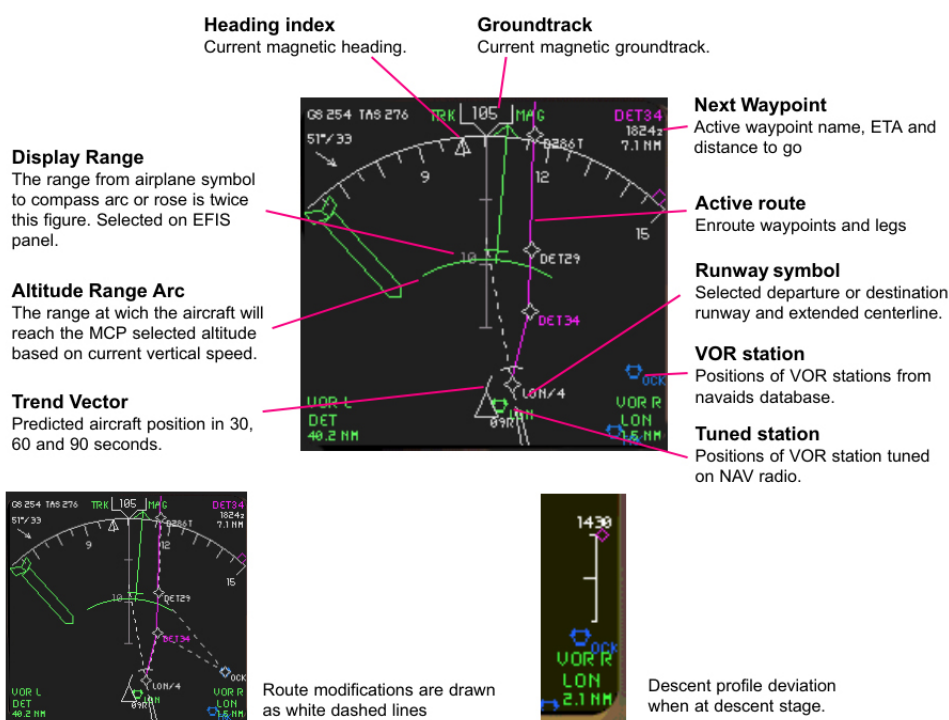 Heading index
Current magnetic heading.
Groundtrack
Current magnetic groundtrack.
GS 254 TAS 276
TRK
105
MAG
DET34
1824z
7.1 NM
51°/33
D286T
9
12
15
10
DET29
DET34
LON/4
LON
09R
OCK
VOR L
DET
40.2 NM
VOR R
LON
1.5 NM
Next Waypoint
Active waypoint name, ETA and
distance to go
Display Range
The range from airplane symbol
to compass arc or rose is twice
this figure. Selected on EFIS
panel.
Active route
Enroute waypoints and legs
Runway symbol
Selected departure or destination
runway and extended centerline.
Altitude Range Arc
The range at wich the aircraft will
reach the MCP selected altitude
based on current vertical speed.
VOR station
Positions of VOR stations from
navaids database.
Trend Vector
Predicted aircraft position in 30,
60 and 90 seconds.
Tuned station
Positions of VOR station tuned
on NAV radio.
GS 254 TAS 276
TRK
105
MAG
DET34
1824z
7.1 NM
51°/33
D286T
9
12
15
10
DET29
DET34
LON/4
LON
09R
OCK
VOR L
DET
40.2 NM
VOR R
LON
1.5 NM
Route modifications are drawn
as white dashed lines
1430
OCK
VOR R
LON
2.1 NM
Descent profile deviation
when at descent stage.